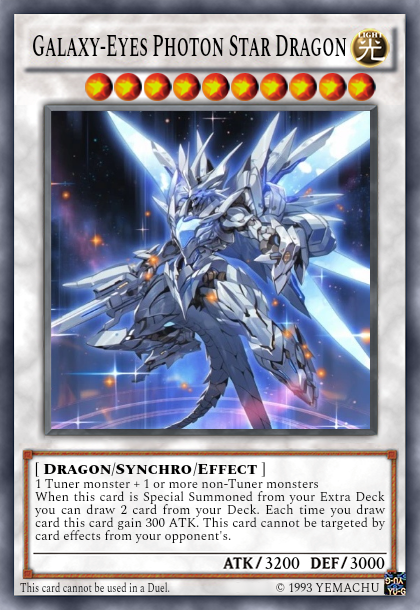 GALAXY-EYES PHOTON STAR DRAGON
LIGHT
光
[ DRAGON/SYNCHRO/EFFECT ]
1 Tuner monster + 1 or more non-Tuner monsters
When this card is Special Summoned from your Extra Deck
you can draw 2 card from your Deck. Each time you draw
card this card gain 300 ATK. This card cannot be targeted by
card effects from your opponent's.
ATK / 3200 DEF / 3000
This card cannot be used in a Duel.
© 1993 YEMACHU
YU-G
YU-G